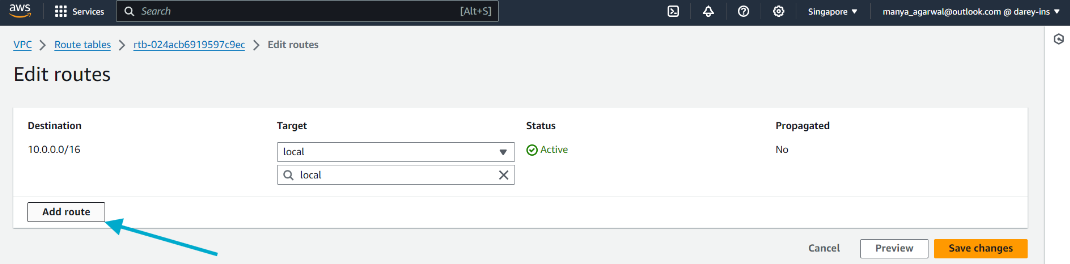 aws Services Search [Alt+S] Singapore manya_agarwal@outlook.com @ darey-ins
VPC > Route tables > rtb-024acb6919597c9ec > Edit routes
Edit routes
Destination Target Status Propagated
10.0.0.0/16 local Active No
local
Add route
Cancel Preview Save changes